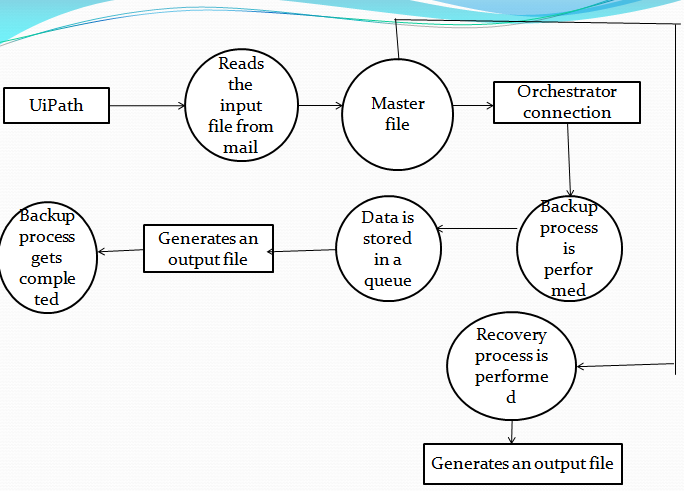 UiPath
Reads
the
input
file from
mail
Master
file
Orchestrator
connection
Backup
process
gets
comple
ted
Generates an
output file
Data is
stored
in a
queue
Backup
process
is
perfor
med
Recovery
process is
performe
d
Generates an output file